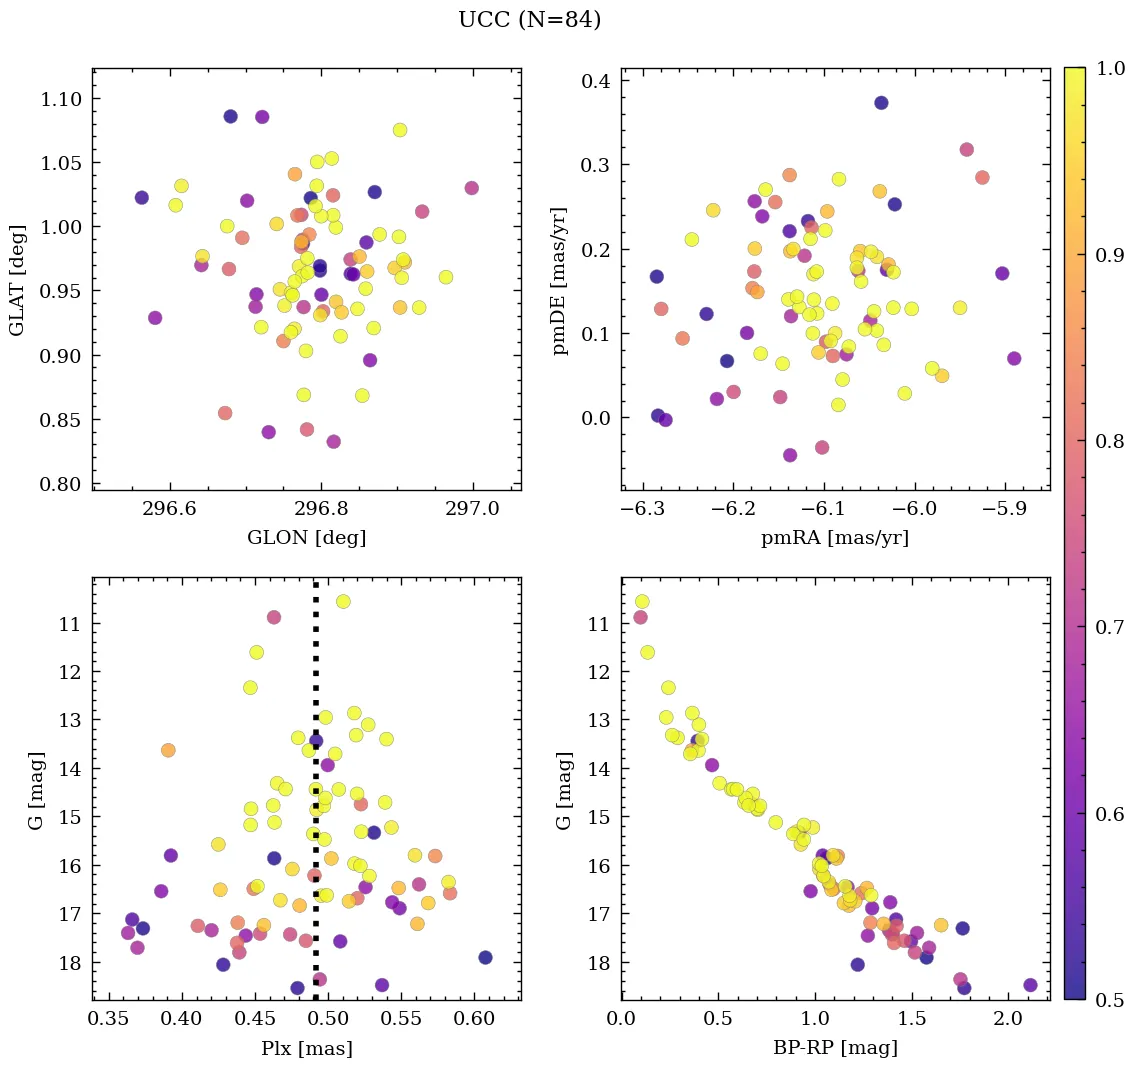 UCC (N=84)
1.10
1.05
1.00
0.95
0.90
0.85
0.80
GLAT [deg]
296.6 296.8 297.0
GLON [deg]
0.4
0.3
0.2
0.1
0.0
pmDE [mas/yr]
−6.3 −6.2 −6.1 −6.0 −5.9
pmRA [mas/yr]
11
12
13
14
15
16
17
18
G [mag]
0.35 0.40 0.45 0.50 0.55 0.60
Plx [mas]
11
12
13
14
15
16
17
18
G [mag]
0.0 0.5 1.0 1.5 2.0
BP-RP [mag]
1.0
0.9
0.8
0.7
0.6
0.5